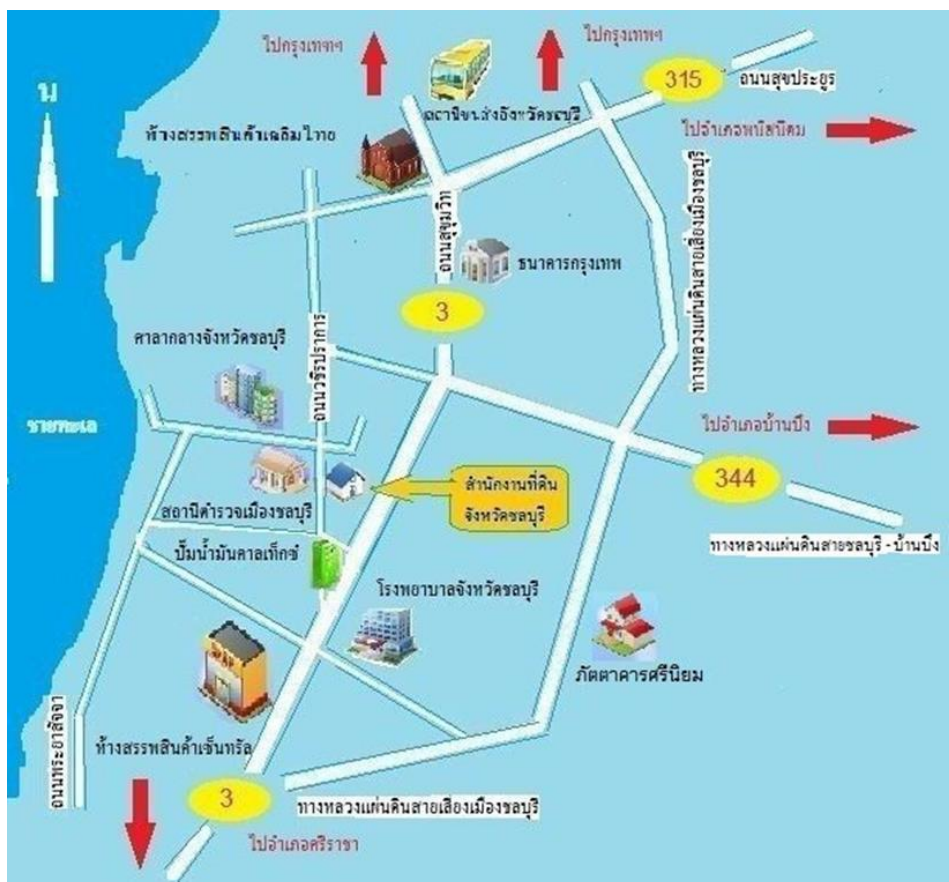 ไปกรุงเทพฯ
ไปกรุงเทพฯ
น
315
ถนนสุขประยูร
สถานีขนส่งจังหวัดชลบุรี
ห้างสรรพสินค้าเฉลิมไทย
ไปอำเภอพนัสนิคม
ถนนสุขุมวิท
ธนาคารกรุงเทพ
ทางหลวงแผ่นดินสายเลี่ยงเมืองชลบุรี
3
ศาลากลางจังหวัดชลบุรี
ถนนวชิรปราการ
ชายทะเล
ไปอำเภอบ้านบึง
344
สำนักงานที่ดิน
จังหวัดชลบุรี
สถานีตำรวจเมืองชลบุรี
ทางหลวงแผ่นดินสายชลบุรี - บ้านบึง
ปั๊มน้ำมันคาลเท็กซ์
โรงพยาบาลจังหวัดชลบุรี
ภัตตาคารศรีนิยม
ห้างสรรพสินค้าเซ็นทรัล
ถนนพระยาสัจจา
3
ทางหลวงแผ่นดินสายเลี่ยงเมืองชลบุรี
ไปอำเภอศรีราชา